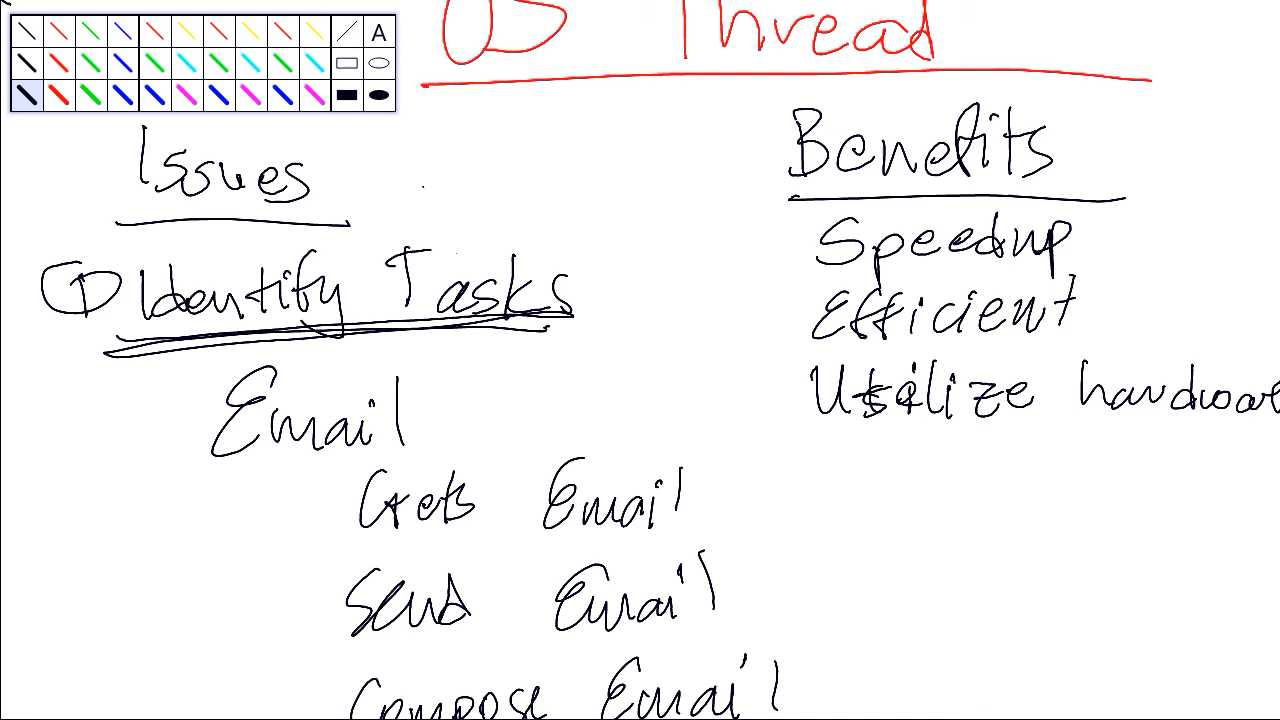 A
OS Thread
Issues
① Identify Tasks
Email
Gets Email
Send Email
Compose Email
Benefits
Speedup
Efficient
Utilize hardware